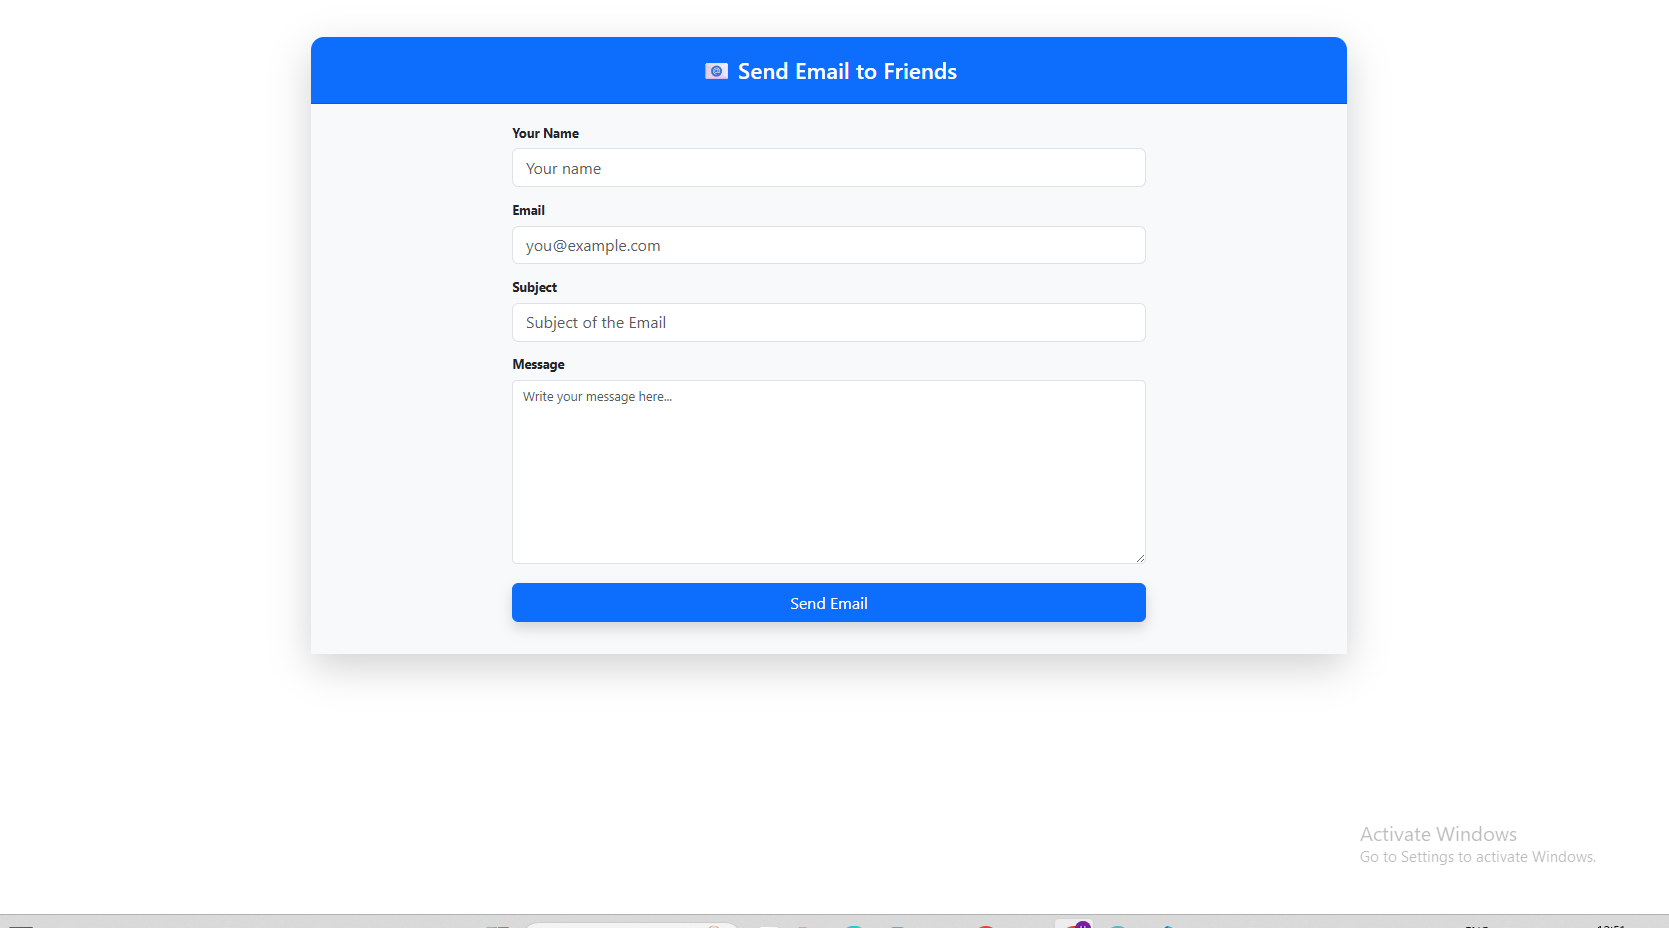 Send Email to Friends
Your Name
Your name
Email
you@example.com
Subject
Subject of the Email
Message
Write your message here...
Send Email
Activate Windows
Go to Settings to activate Windows.